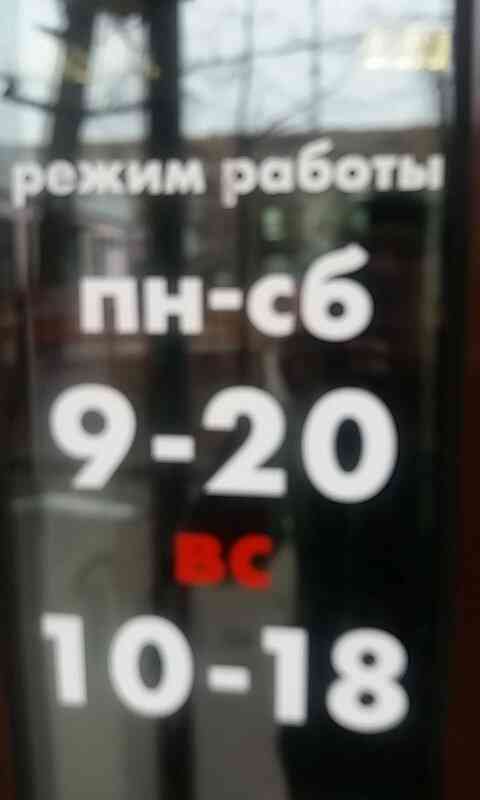 режим работы
пн-сб
9-20
вс
10-18